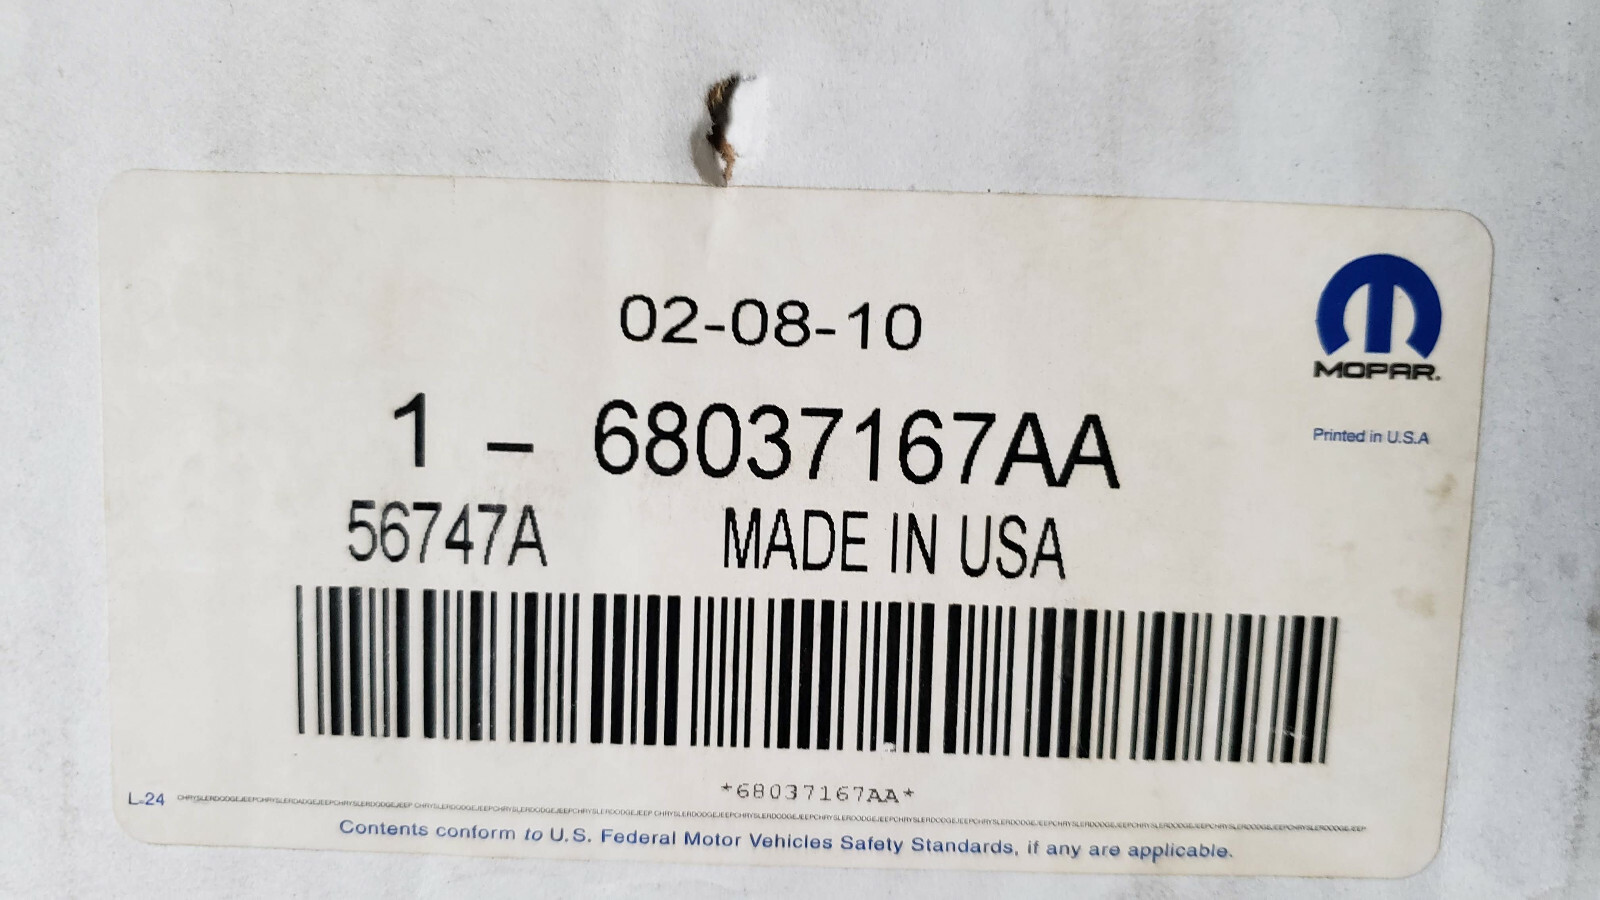 02-08-10
MOPAR.
1 - 68037167AA
Printed in U.S.A
56747A MADE IN USA
*68037167AA*
L-24
Contents conform to U.S. Federal Motor Vehicles Safety Standards, if any are applicable.